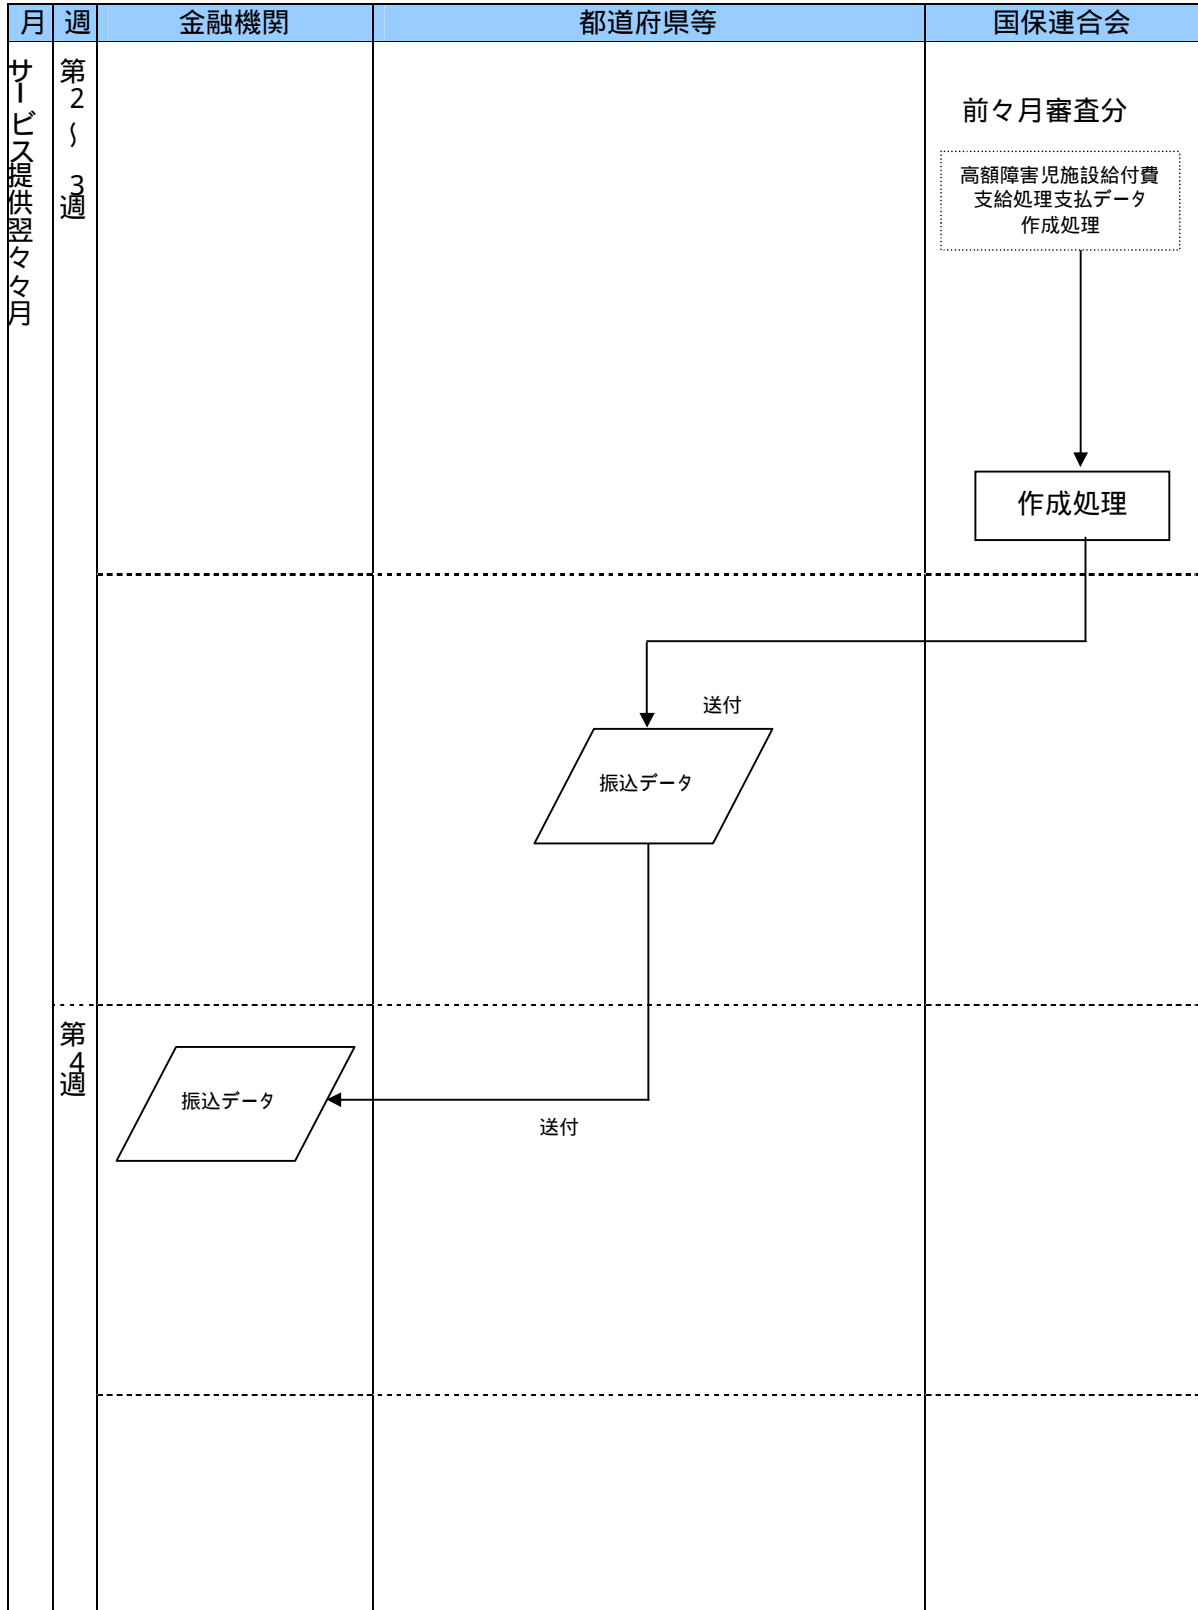 月 週 金融機関 都道府県等 国保連合会
サービス提供翌々々月
第2～3週
前々月審査分
高額障害児施設給付費
支給処理支払データ
作成処理
作成処理
送付
振込データ
第4週
振込データ
送付